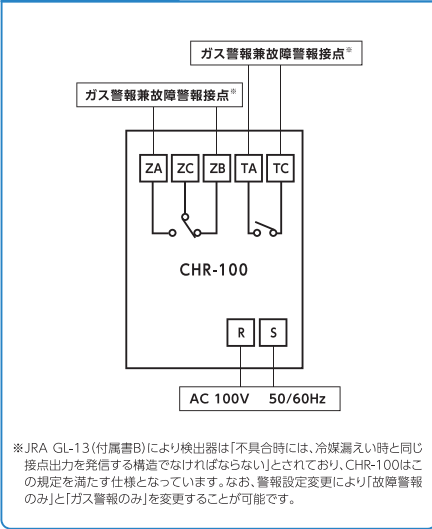 ガス警報兼故障警報接点※
ガス警報兼故障警報接点※
ZA ZC ZB TA TC
CHR-100
R S
AC 100V 50/60Hz
※JRA GL-13(付属書B)により検出器は「不具合時には、冷媒漏えい時と同じ
接点出力を発信する構造でなければならない」とされており、CHR-100はこ
の規定を満たす仕様となっています。なお、警報設定変更により「故障警報
のみ」と「ガス警報のみ」を変更することが可能です。